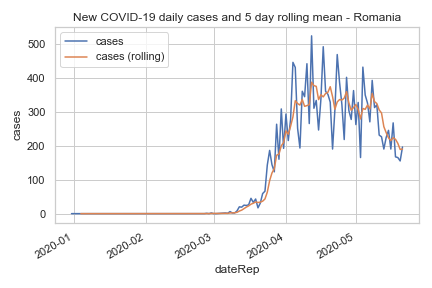 New COVID-19 daily cases and 5 day rolling mean - Romania
cases
cases (rolling)
500
400
300
200
100
0
cases
2020-01
2020-02
2020-03
2020-04
2020-05
dateRep